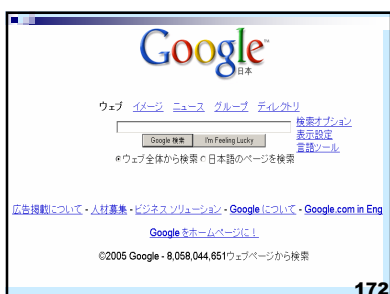 Google™
日本
ウェブ イメージ ニュース グループ ディレクトリ
検索オプション
Google 検索 I'm Feeling Lucky 表示設定
言語ツール
ウェブ全体から検索 日本語のページを検索
広告掲載について - 人材募集 - ビジネス ソリューション - Google について - Google.com in Eng
Google をホームページに！
©2005 Google - 8,058,044,651ウェブページから検索
172